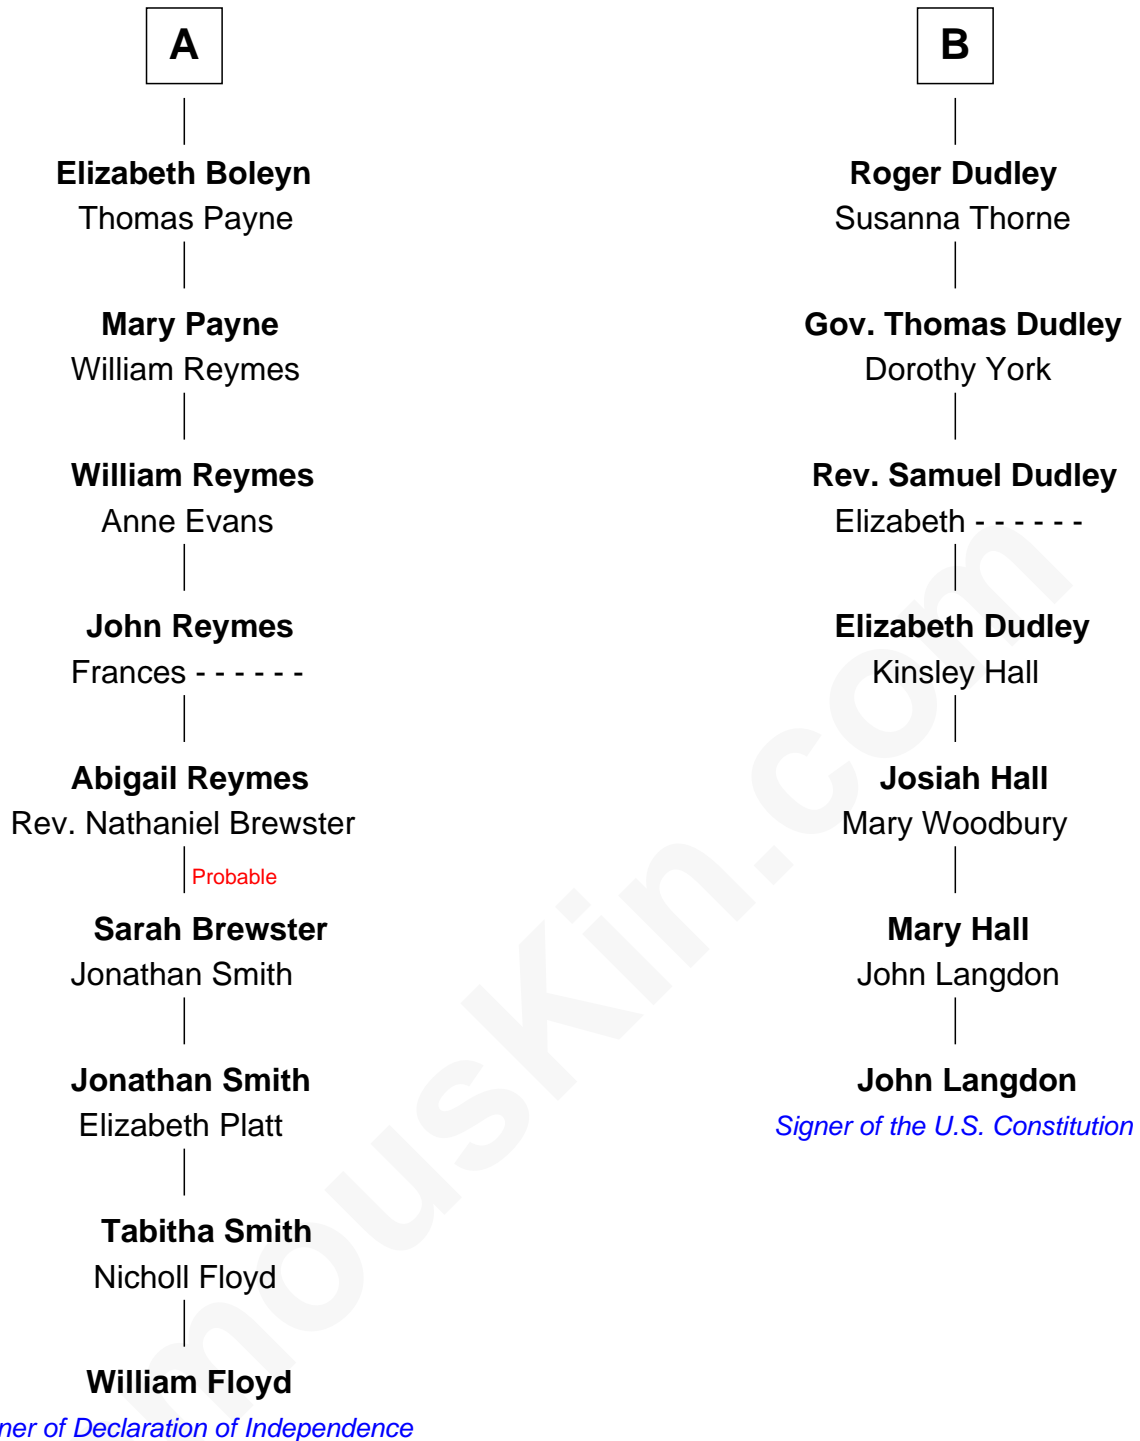 A
Elizabeth Boleyn
Thomas Payne
Mary Payne
William Reymes
William Reymes
Anne Evans
John Reymes
Frances - - - - - -
Abigail Reymes
Rev. Nathaniel Brewster
Probable
Sarah Brewster
Jonathan Smith
Jonathan Smith
Elizabeth Platt
Tabitha Smith
Nicholl Floyd
William Floyd
ner of Declaration of Independence
B
Roger Dudley
Susanna Thorne
Gov. Thomas Dudley
Dorothy York
Rev. Samuel Dudley
Elizabeth - - - - - -
Elizabeth Dudley
Kinsley Hall
Josiah Hall
Mary Woodbury
Mary Hall
John Langdon
John Langdon
Signer of the U.S. Constitution
mouskin.com